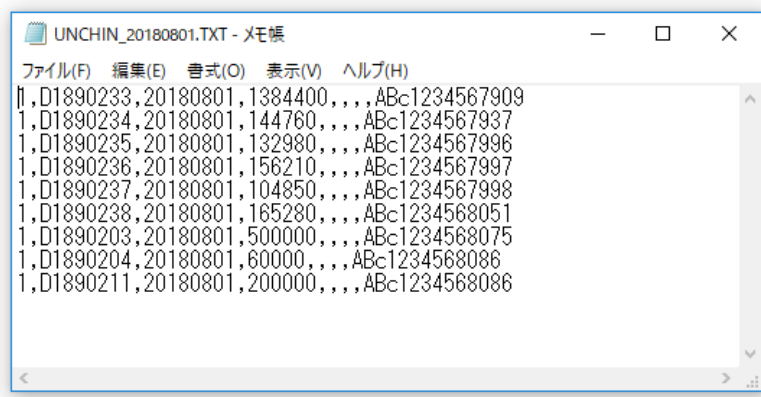 UNCHIN_20180801.TXT - メモ帳
ファイル(F) 編集(E) 書式(O) 表示(V) ヘルプ(H)
1,D1890233,20180801,1384400,,,,ABc1234567909
1,D1890234,20180801,144760,,,,ABc1234567937
1,D1890235,20180801,132980,,,,ABc1234567996
1,D1890236,20180801,156210,,,,ABc1234567997
1,D1890237,20180801,104850,,,,ABc1234567998
1,D1890238,20180801,165280,,,,ABc1234568051
1,D1890203,20180801,500000,,,,ABc1234568075
1,D1890204,20180801,60000,,,,ABc1234568086
1,D1890211,20180801,200000,,,,ABc1234568086